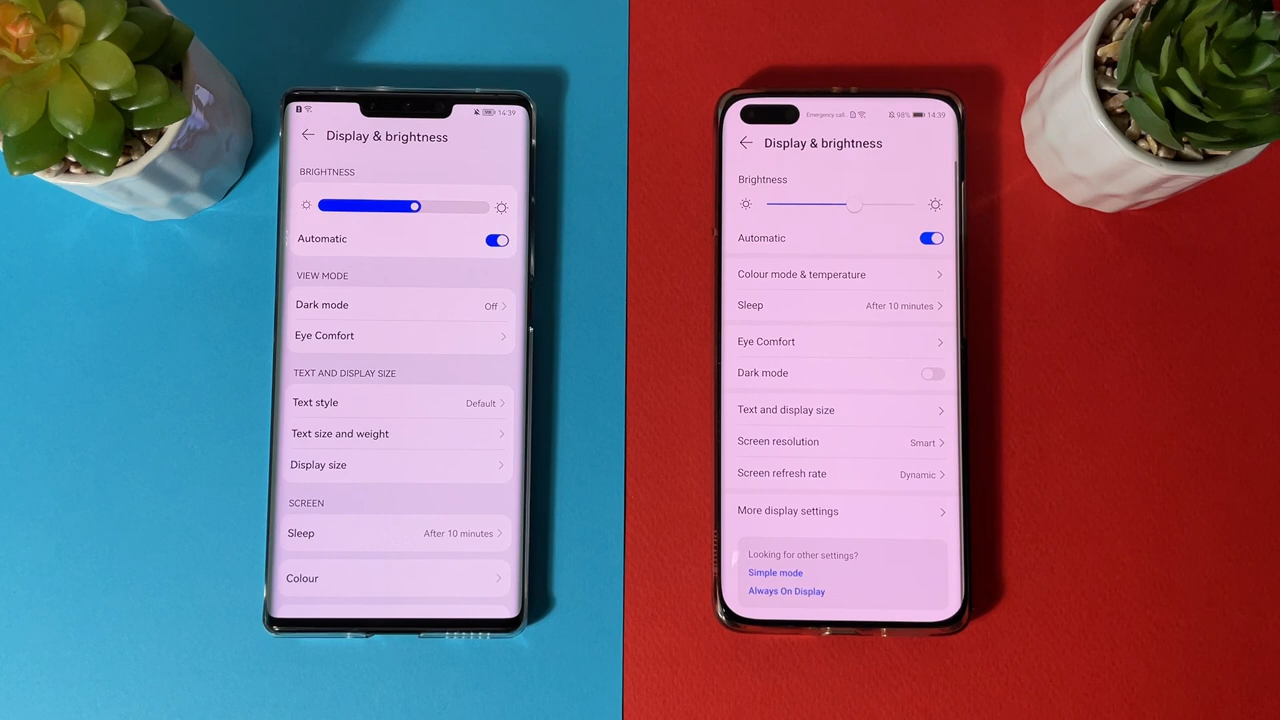 14:39
Display & brightness
BRIGHTNESS
Automatic
VIEW MODE
Dark mode Off
Eye Comfort
TEXT AND DISPLAY SIZE
Text style Default
Text size and weight
Display size
SCREEN
Sleep After 10 minutes
Colour
Emergency call... 98% 14:39
Display & brightness
Brightness
Automatic
Colour mode & temperature
Sleep After 10 minutes
Eye Comfort
Dark mode
Text and display size
Screen resolution Smart
Screen refresh rate Dynamic
More display settings
Looking for other settings?
Simple mode
Always On Display